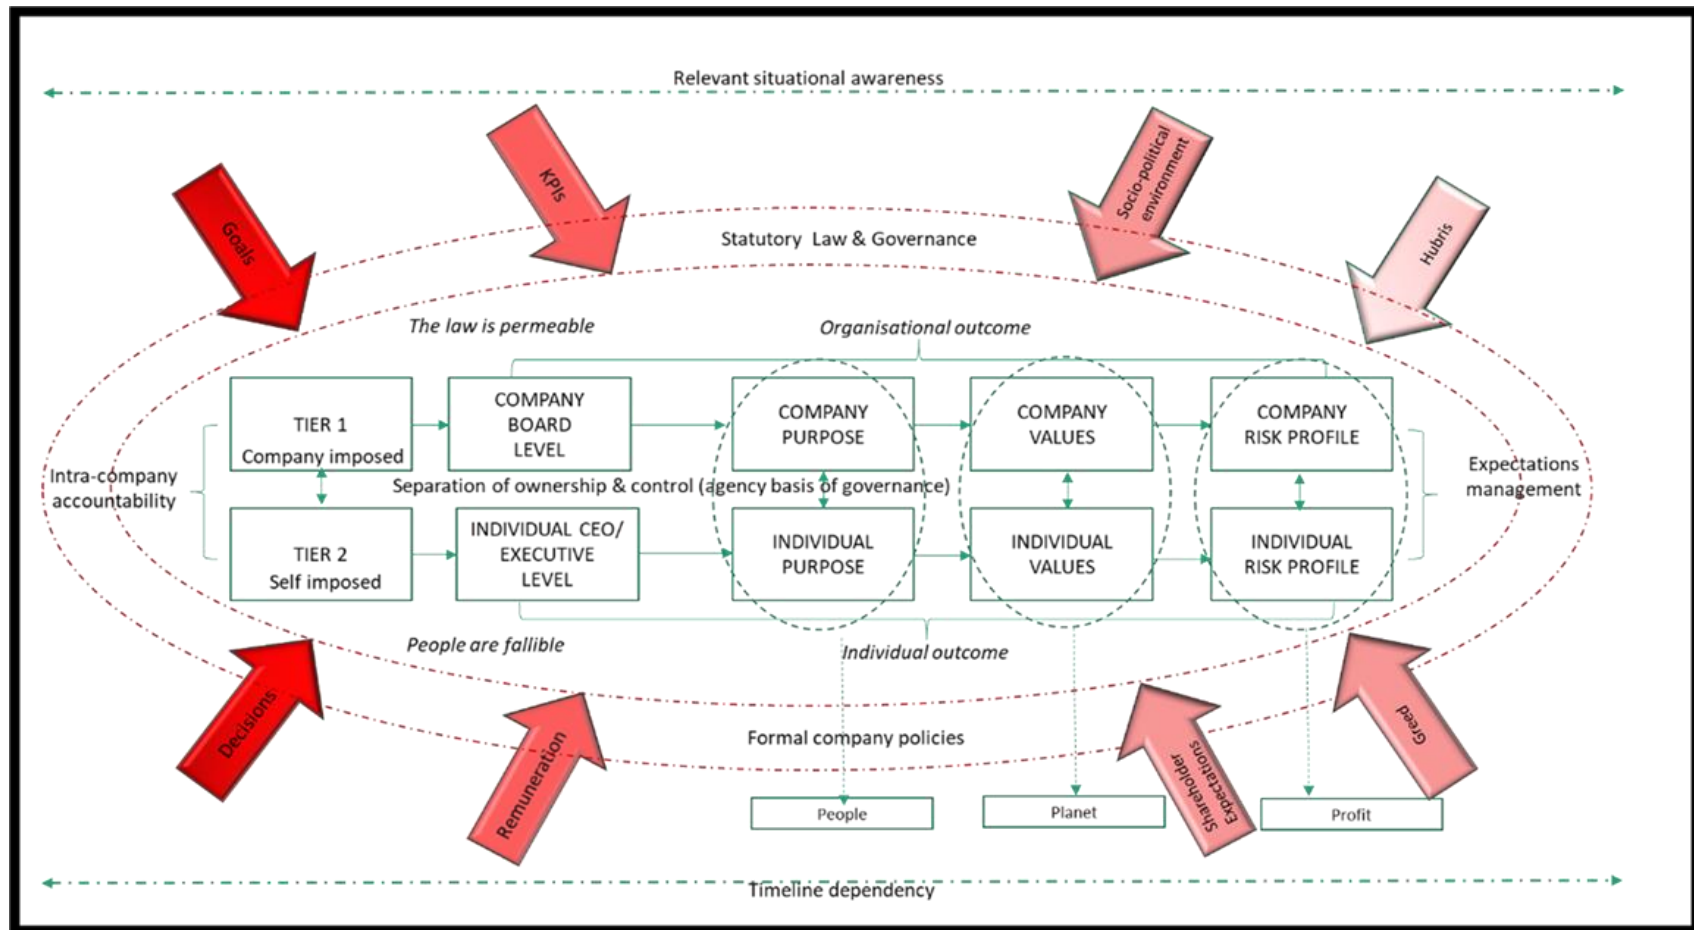 Relevant situational awareness
Goals
KPIs
Socio-political
environment
Hubris
Statutory Law & Governance
The law is permeable
Organisational outcome
TIER 1
Company imposed
COMPANY
BOARD
LEVEL
COMPANY
PURPOSE
COMPANY
VALUES
COMPANY
RISK PROFILE
Intra-company
accountability
Separation of ownership & control (agency basis of governance)
Expectations
management
TIER 2
Self imposed
INDIVIDUAL CEO/
EXECUTIVE
LEVEL
INDIVIDUAL
PURPOSE
INDIVIDUAL
VALUES
INDIVIDUAL
RISK PROFILE
People are fallible
Individual outcome
Decisions
Remuneration
Formal company policies
Shareholder
Expectations
Greed
People
Planet
Profit
Timeline dependency